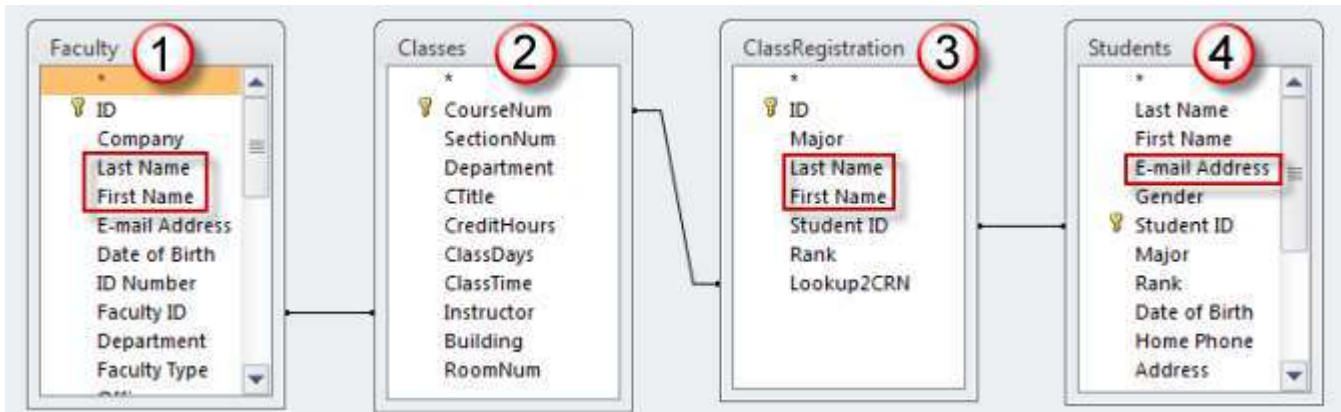 Faculty 1
*
ID
Company
Last Name
First Name
E-mail Address
Date of Birth
ID Number
Faculty ID
Department
Faculty Type
Classes 2
*
CourseNum
SectionNum
Department
CTitle
CreditHours
ClassDays
ClassTime
Instructor
Building
RoomNum
ClassRegistration 3
*
ID
Major
Last Name
First Name
Student ID
Rank
Lookup2CRN
Students 4
*
Last Name
First Name
E-mail Address
Gender
Student ID
Major
Rank
Date of Birth
Home Phone
Address